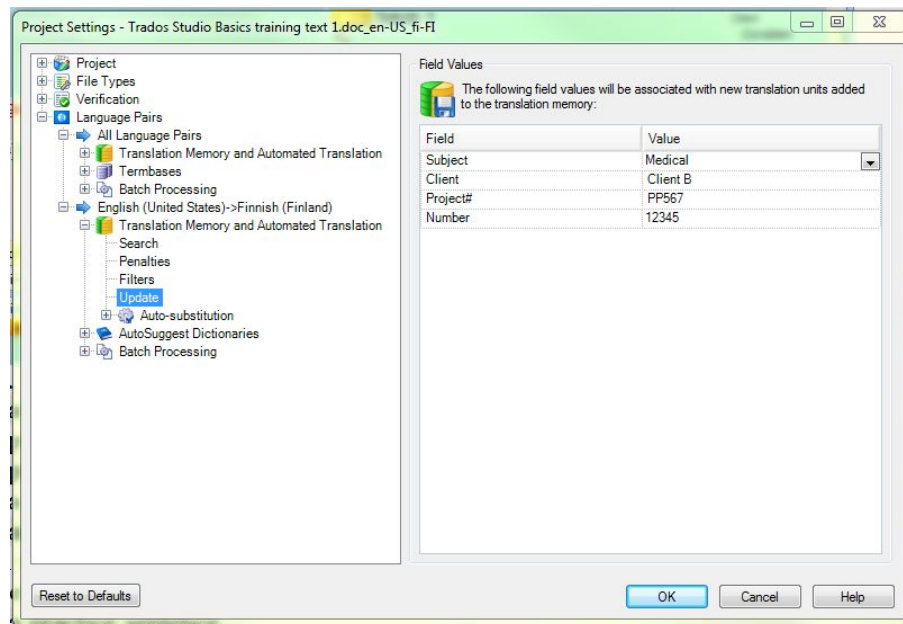 Project Settings - Trados Studio Basics training text 1.doc_en-US_fi-FI
Project
File Types
Verification
Language Pairs
All Language Pairs
Translation Memory and Automated Translation
Termbases
Batch Processing
English (United States)->Finnish (Finland)
Translation Memory and Automated Translation
Search
Penalties
Filters
Update
Auto-substitution
AutoSuggest Dictionaries
Batch Processing
Field Values
The following field values will be associated with new translation units added
to the translation memory:
Field Value
Subject Medical
Client Client B
Project# PP567
Number 12345
Reset to Defaults
OK Cancel Help